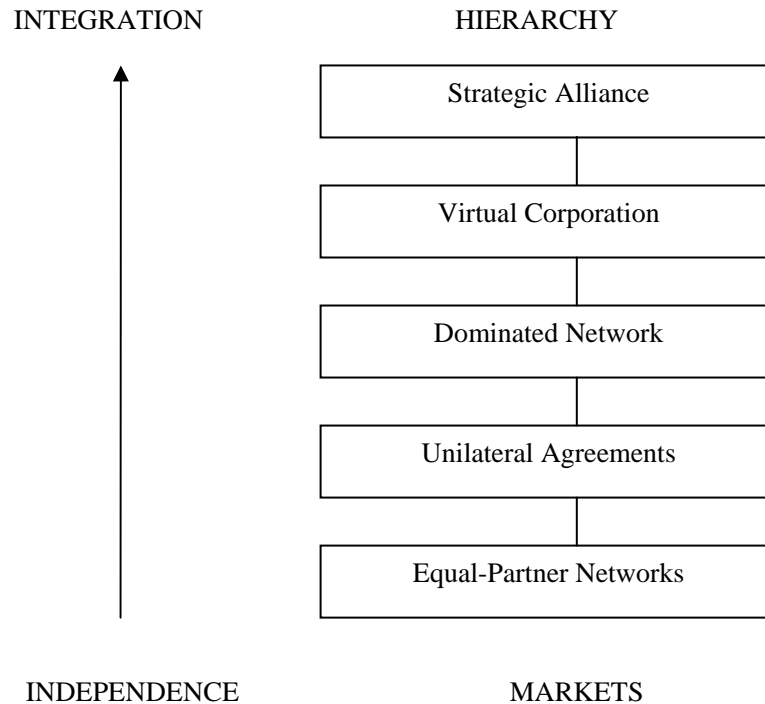 INTEGRATION HIERARCHY
Strategic Alliance
Virtual Corporation
Dominated Network
Unilateral Agreements
Equal-Partner Networks
INDEPENDENCE MARKETS